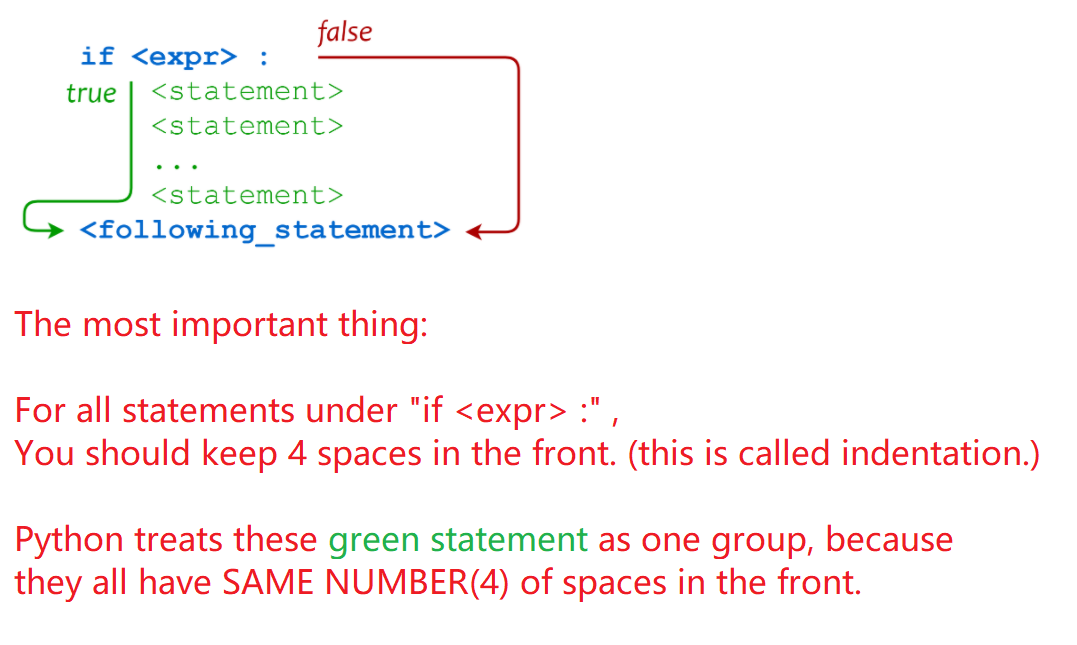 false
if <expr> :
true <statement>
<statement>
...
<statement>
<following_statement>
The most important thing:
For all statements under "if <expr> :" ,
You should keep 4 spaces in the front. (this is called indentation.)
Python treats these green statement as one group, because
they all have SAME NUMBER(4) of spaces in the front.